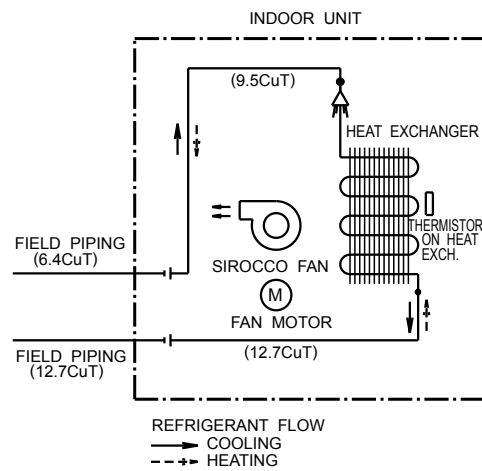 INDOOR UNIT
(9.5CuT)
HEAT EXCHANGER
THERMISTOR
ON HEAT
EXCH.
FIELD PIPING
(6.4CuT)
SIROCCO FAN
M
FAN MOTOR
(12.7CuT)
FIELD PIPING
(12.7CuT)
REFRIGERANT FLOW
COOLING
HEATING